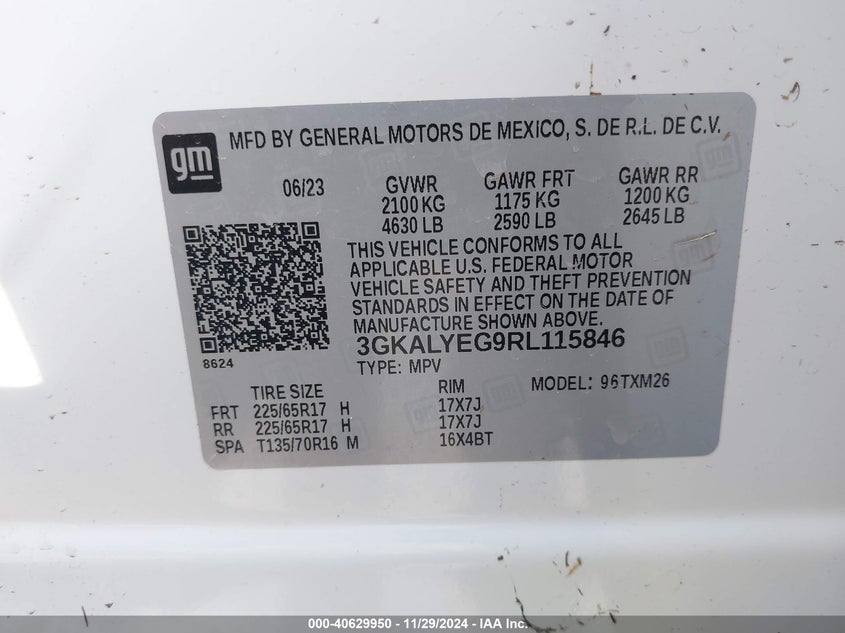 gm
MFD BY GENERAL MOTORS DE MEXICO, S. DE R.L. DE C.V.
06/23 GVWR GAWR FRT GAWR RR
2100 KG 1175 KG 1200 KG
4630 LB 2590 LB 2645 LB
THIS VEHICLE CONFORMS TO ALL
APPLICABLE U.S. FEDERAL MOTOR
VEHICLE SAFETY AND THEFT PREVENTION
STANDARDS IN EFFECT ON THE DATE OF
MANUFACTURE SHOWN ABOVE.
8624 3GKALYEG9RL115846
TYPE: MPV MODEL: 96TXM26
TIRE SIZE RIM
FRT 225/65R17 H 17X7J
RR 225/65R17 H 17X7J
SPA T135/70R16 M 16X4BT
000-40629950 - 11/29/2024 - IAA Inc.